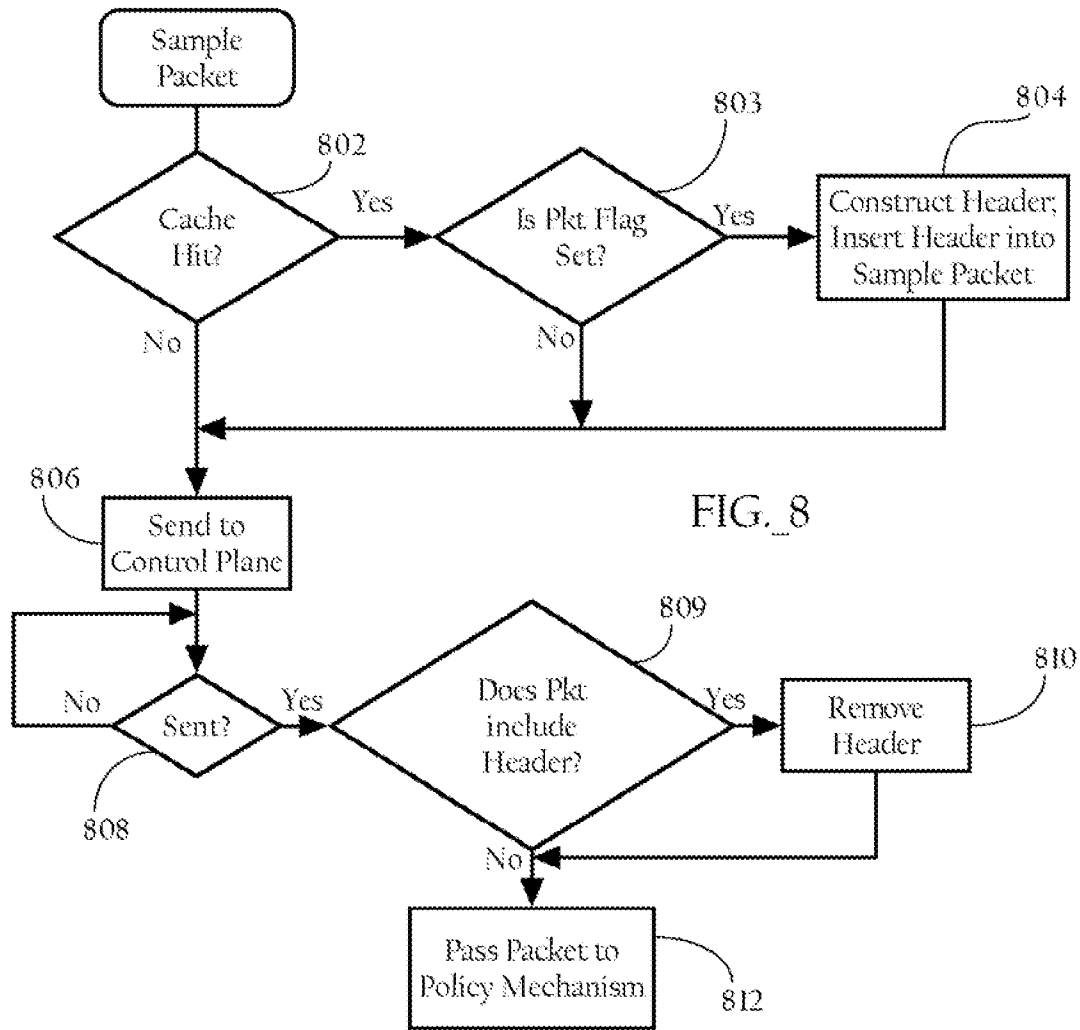 Sample
Packet
802
803
804
Cache
Hit?
Yes
Is Pkt Flag
Set?
Yes
Construct Header;
Insert Header into
Sample Packet
No
No
806
Send to
Control Plane
FIG._8
809
810
No
Sent?
Yes
Does Pkt
include
Header?
Yes
Remove
Header
808
No
Pass Packet to
Policy Mechanism
812